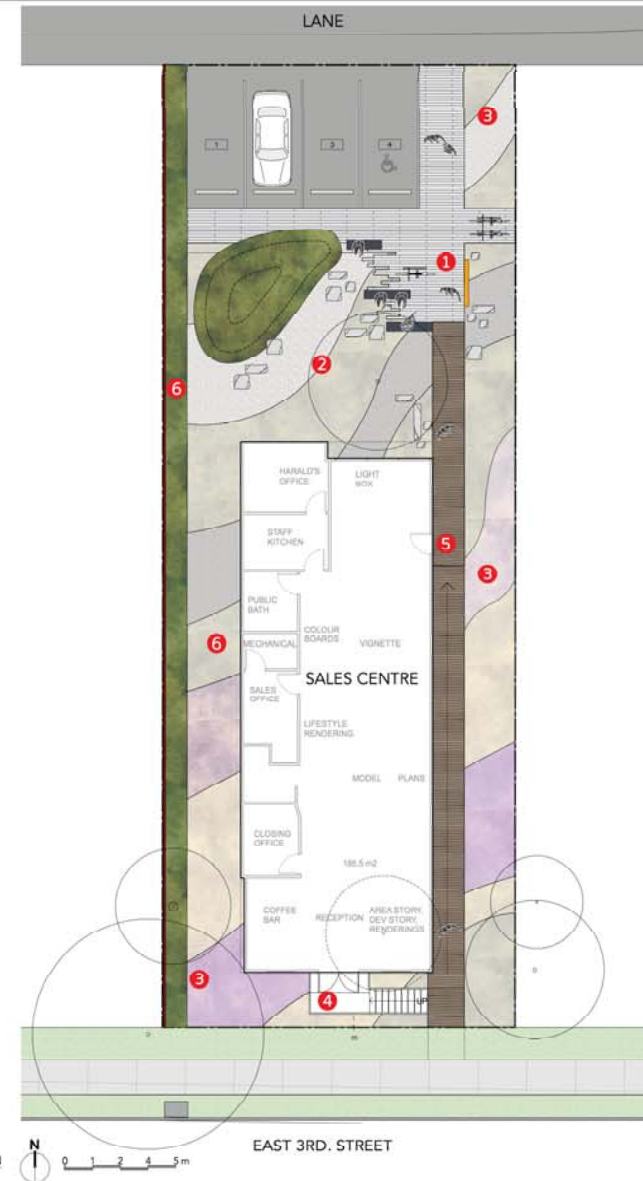 LANE
3
1
3
4
1
2
6
HARALD'S
OFFICE
LIGHT
BOX
STAFF
KITCHEN
5
3
PUBLIC
BATH
COLOUR
BOARDS
6
MECHANICAL
VIGNETTE
SALES CENTRE
SALES
OFFICE
LIFESTYLE
RENDERING
MODEL
PLANS
CLOSING
OFFICE
186.5 m2
COFFEE
BAR
RECEPTION
AREA STORY,
DEV STORY,
RENDERINGS
3
4
UP
EAST 3RD. STREET
N
0 1 2 4 5 m